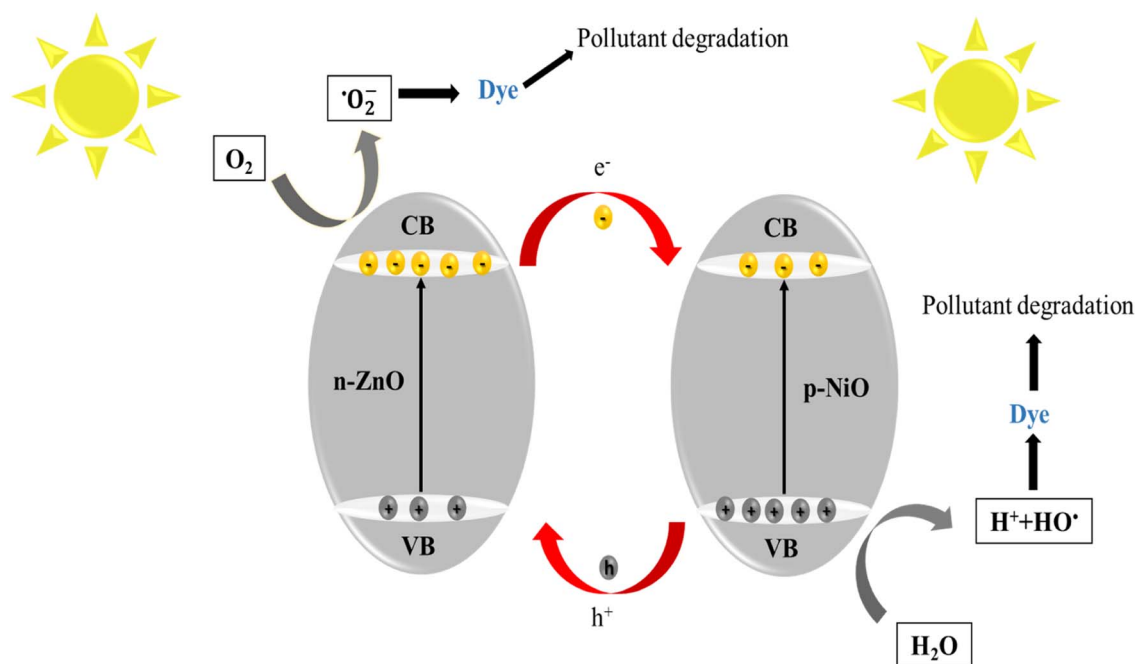 Pollutant degradation
·O₂⁻
Dye
O₂
e⁻
-
CB
CB
- - - - -
- - -
Pollutant degradation
n-ZnO
p-NiO
Dye
+ + +
+ + + + +
H⁺+HO·
VB
VB
h
h⁺
H₂O